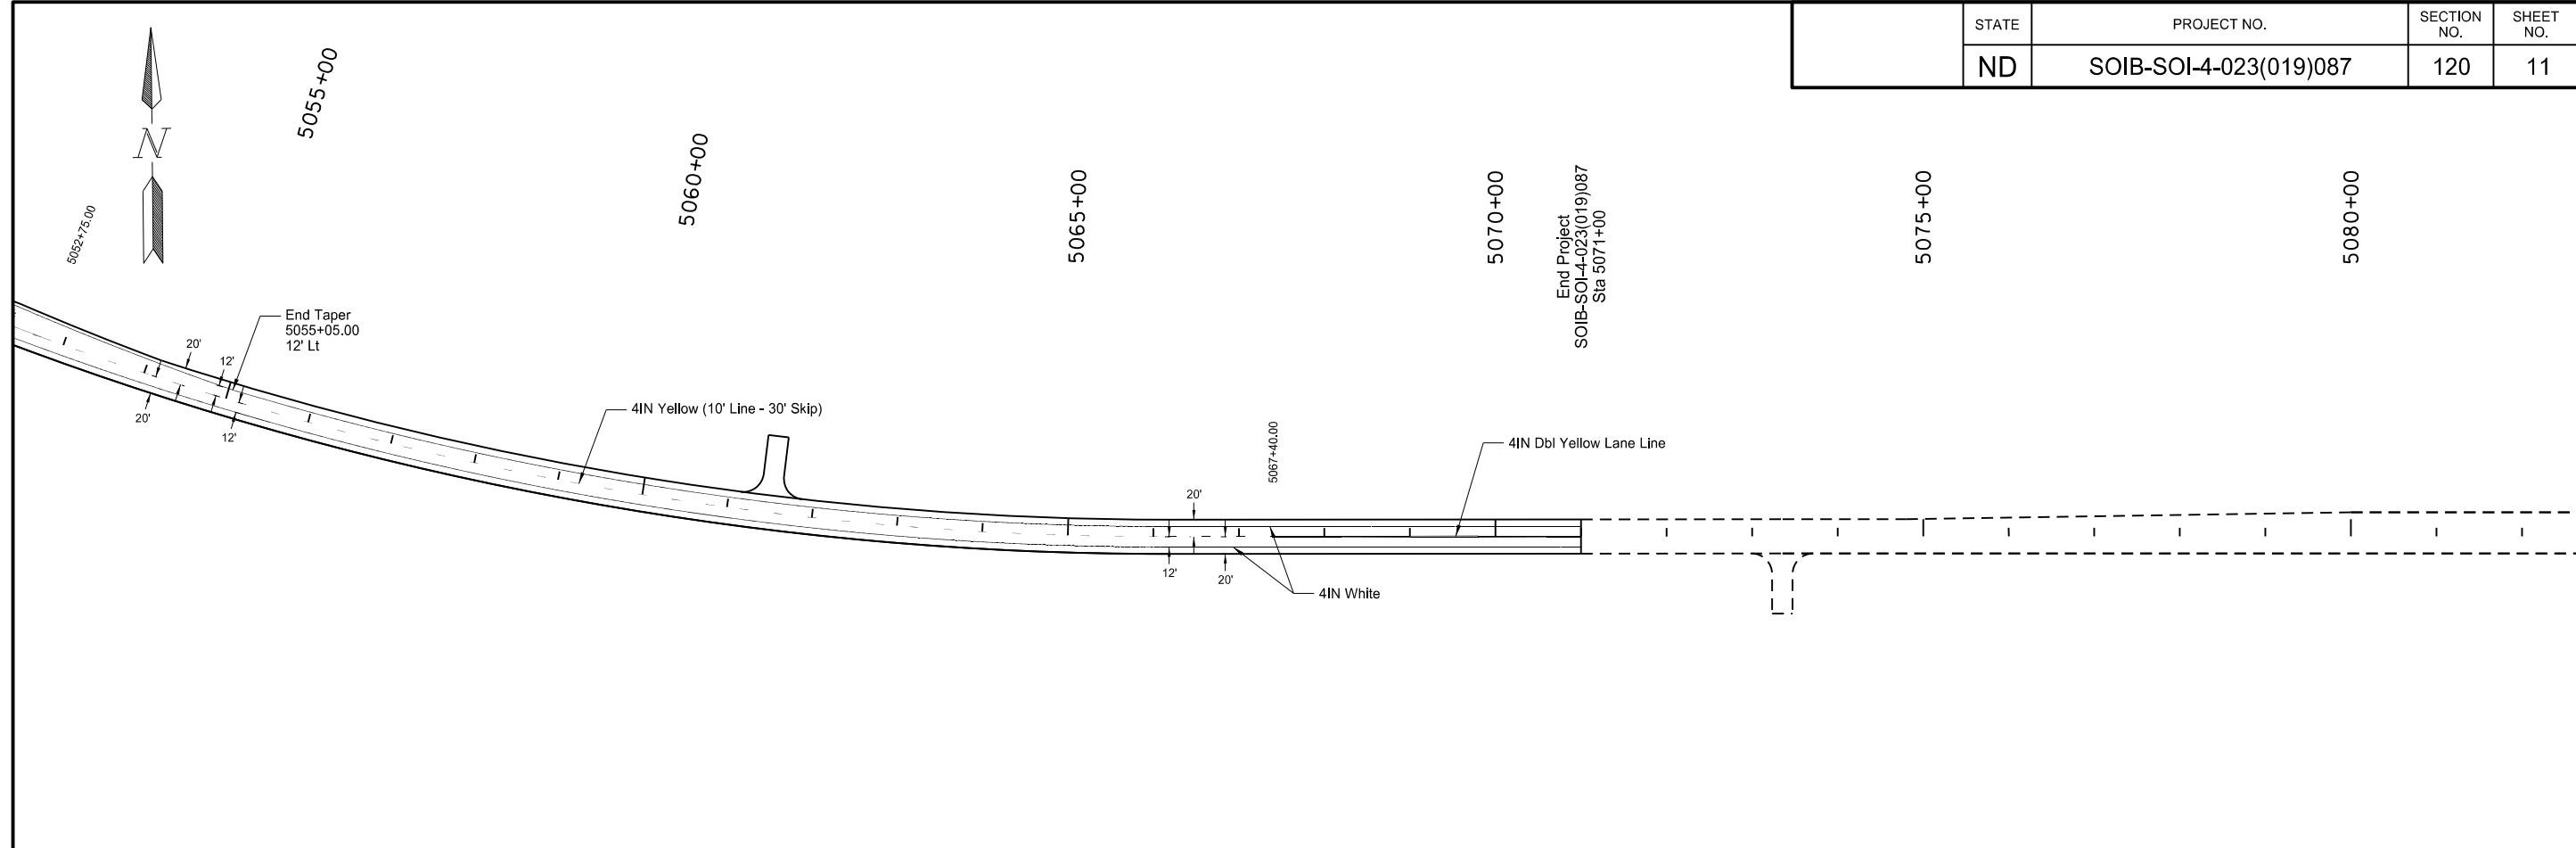 STATE
PROJECT NO.
SECTION NO.
SHEET NO.
ND
SOIB-SOI-4-023(019)087
120
11
N
5052+75.00
5055+00
5060+00
5065+00
5070+00
End Project
SOIB-SOI-4-023(019)087
Sta 5071+00
5075+00
5080+00
End Taper
5055+05.00
12' Lt
20'
12'
20'
12'
4IN Yellow (10' Line - 30' Skip)
5067+40.00
4IN Dbl Yellow Lane Line
20'
12'
20'
4IN White